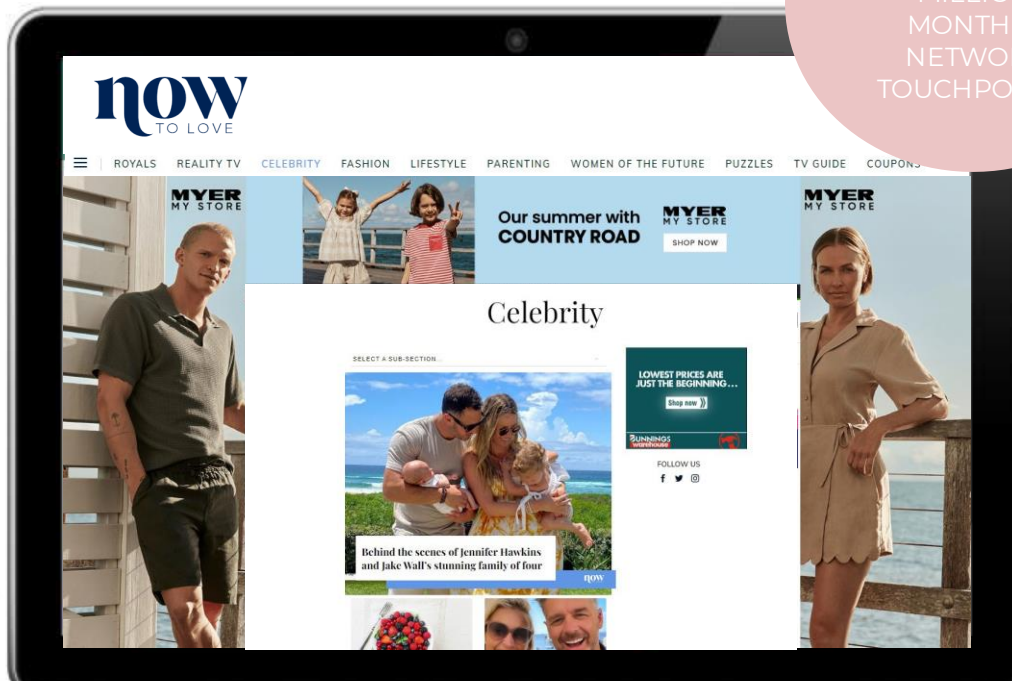 MONTH
NETWO
TOUCHPO
now
TO LOVE
ROYALS REALITY TV CELEBRITY FASHION LIFESTYLE PARENTING WOMEN OF THE FUTURE PUZZLES TV GUIDE COUPONS
MYER
MY STORE
Our summer with
COUNTRY ROAD
MYER
MY STORE
SHOP NOW
MYER
MY STORE
Celebrity
SELECT A SUB-SECTION...
LOWEST PRICES ARE
JUST THE BEGINNING...
Shop now
BUNNINGS
warehouse
FOLLOW US
Behind the scenes of Jennifer Hawkins
and Jake Wall's stunning family of four
now